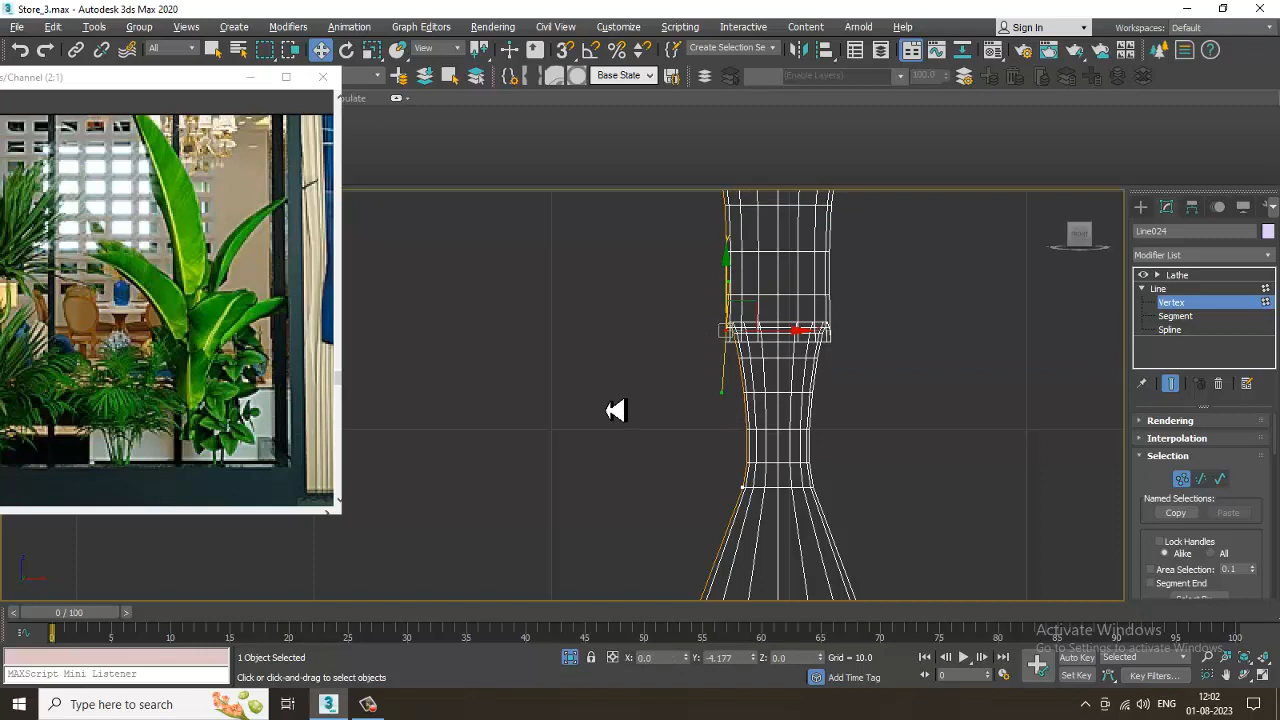 Store_3.max - Autodesk 3ds Max 2020
File Edit Tools Group Views Create Modifiers Animation Graph Editors Rendering Civil View Customize Scripting Interactive Content Arnold Help
Sign In
Workspaces: Default
All
View
Create Selection Se
s/Channel (2:1)
Base State
(Enable Layers)
100.0
pulate
FRONT
Line024
Modifier List
Lathe
Line
Vertex
Segment
Spline
Rendering
Interpolation
Selection
Named Selections:
Copy Paste
Lock Handles
Alike All
Area Selection: 0.1
Segment End
0 / 100
0 5 10 15 20 25 30 35 40 45 50 55 60 65 70 75 80 85 90 95 100
Activate Windows
Go to Settings to activate Windows.
1 Object Selected
X: 0.0 Y: -4.177 Z: 0.0 Grid = 10.0
Auto Key Selected
MAXScript Mini Listener
Click or click-and-drag to select objects
Add Time Tag
0
Set Key Key Filters...
Type here to search
ENG
12:02
01-08-2023